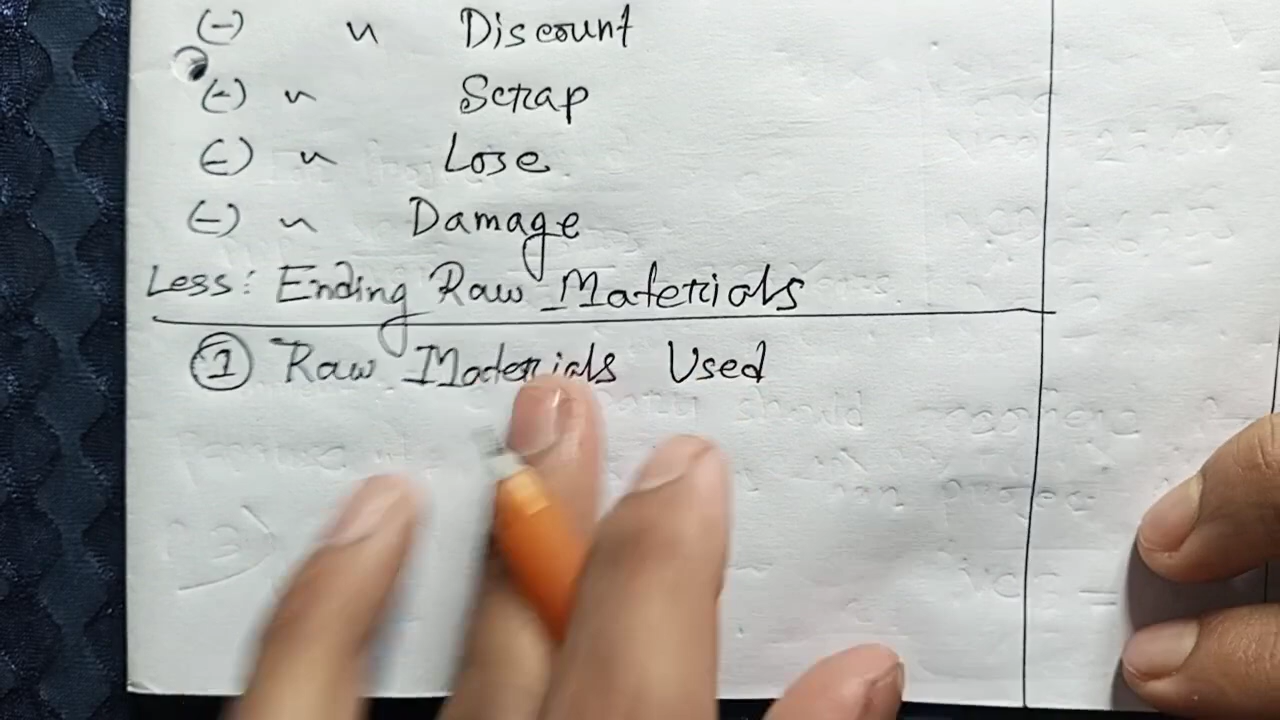 (-) " Discount
(-) " Scrap
(-) " Lose
(-) " Damage
Less: Ending Raw Materials
① Raw Materials Used